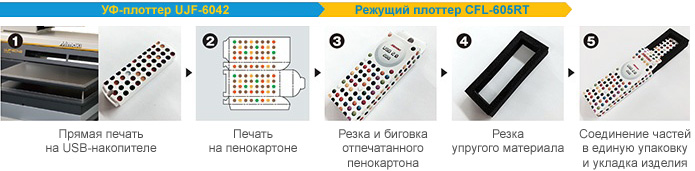 УФ-плоттер UJF-6042
Режущий плоттер CFL-605RT
1
2
3
4
5
Прямая печать
на USB-накопителе
Печать
на пенокартоне
Резка и биговка
отпечатанного
пенокартона
Резка
упругого материала
Соединение частей
в единую упаковку
и укладка изделия